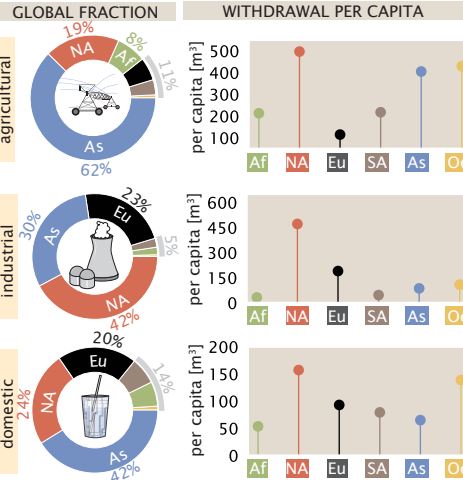 GLOBAL FRACTION
WITHDRAWAL PER CAPITA
agricultural
19%
8%
11%
62%
NA
Af
As
per capita [m³]
500
400
300
200
100
Af NA Eu SA As Oc
industrial
30%
23%
5%
42%
As
Eu
NA
per capita [m³]
600
450
300
150
0
Af NA Eu SA As Oc
domestic
24%
20%
14%
42%
NA
Eu
As
per capita [m³]
200
150
100
50
0
Af NA Eu SA As Oc